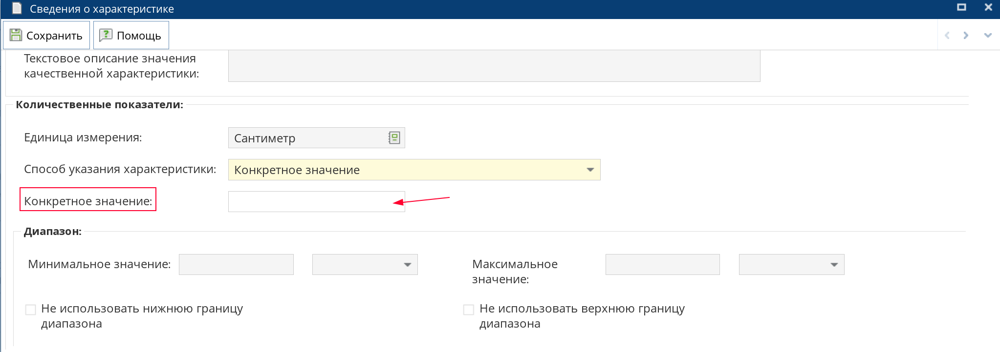 Сведения о характеристике
Сохранить
Помощь
Текстовое описание значения
качественной характеристики:
Количественные показатели:
Единица измерения:
Сантиметр
Способ указания характеристики:
Конкретное значение
Конкретное значение:
Диапазон:
Минимальное значение:
Максимальное
значение:
Не использовать нижнюю границу
диапазона
Не использовать верхнюю границу
диапазона